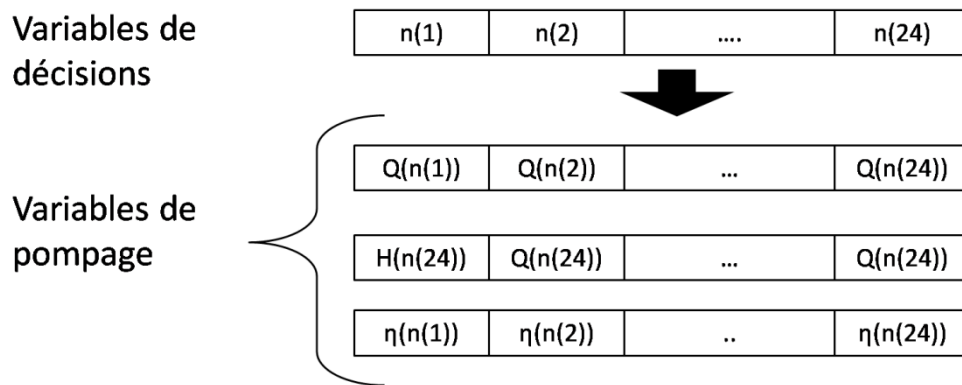 Variables de
décisions
n(1) n(2) .... n(24)
Q(n(1)) Q(n(2)) ... Q(n(24))
Variables de
pompage
H(n(24)) Q(n(24)) ... Q(n(24))
η(n(1)) η(n(2)) .. η(n(24))